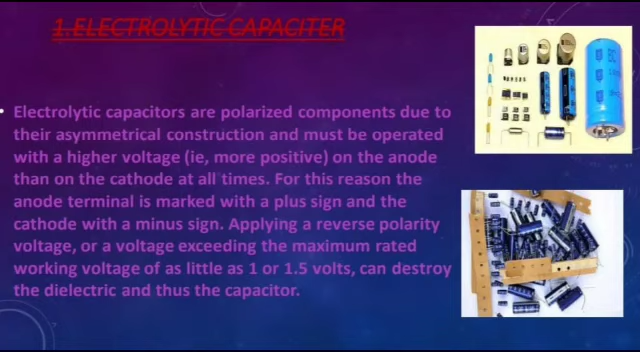 1.ELECTROLYTIC CAPACITER
• Electrolytic capacitors are polarized components due to
their asymmetrical construction and must be operated
with a higher voltage (ie, more positive) on the anode
than on the cathode at all times. For this reason the
anode terminal is marked with a plus sign and the
cathode with a minus sign. Applying a reverse polarity
voltage, or a voltage exceeding the maximum rated
working voltage of as little as 1 or 1.5 volts, can destroy
the dielectric and thus the capacitor.